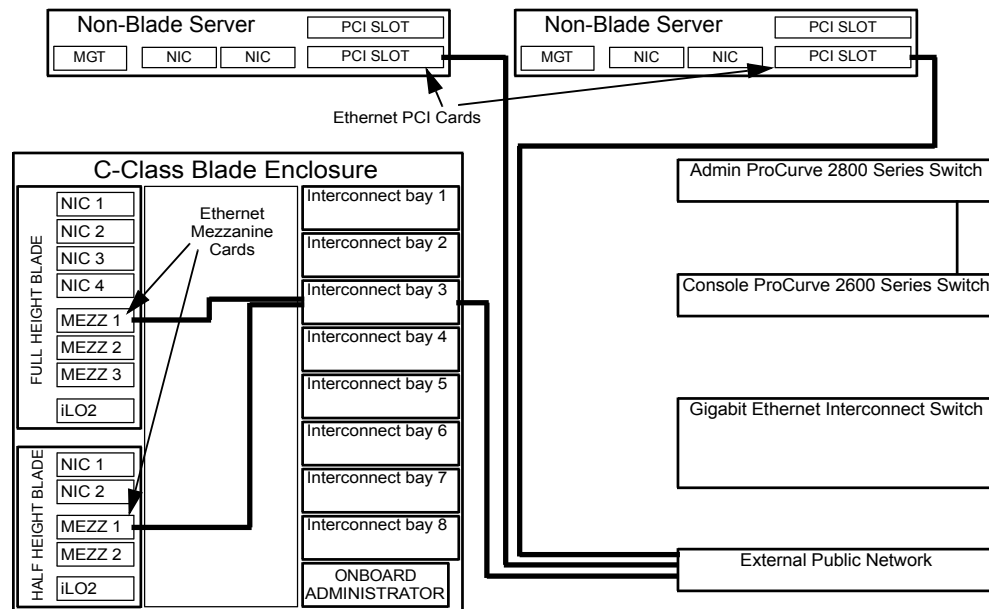 Non-Blade Server
PCI SLOT
MGT
NIC
NIC
PCI SLOT
Non-Blade Server
PCI SLOT
MGT
NIC
NIC
PCI SLOT
Ethernet PCI Cards
C-Class Blade Enclosure
FULL HEIGHT BLADE
NIC 1
NIC 2
NIC 3
NIC 4
MEZZ 1
MEZZ 2
MEZZ 3
iLO2
HALF HEIGHT BLADE
NIC 1
NIC 2
MEZZ 1
MEZZ 2
iLO2
Ethernet
Mezzanine
Cards
Interconnect bay 1
Interconnect bay 2
Interconnect bay 3
Interconnect bay 4
Interconnect bay 5
Interconnect bay 6
Interconnect bay 7
Interconnect bay 8
ONBOARD
ADMINISTRATOR
Admin ProCurve 2800 Series Switch
Console ProCurve 2600 Series Switch
Gigabit Ethernet Interconnect Switch
External Public Network